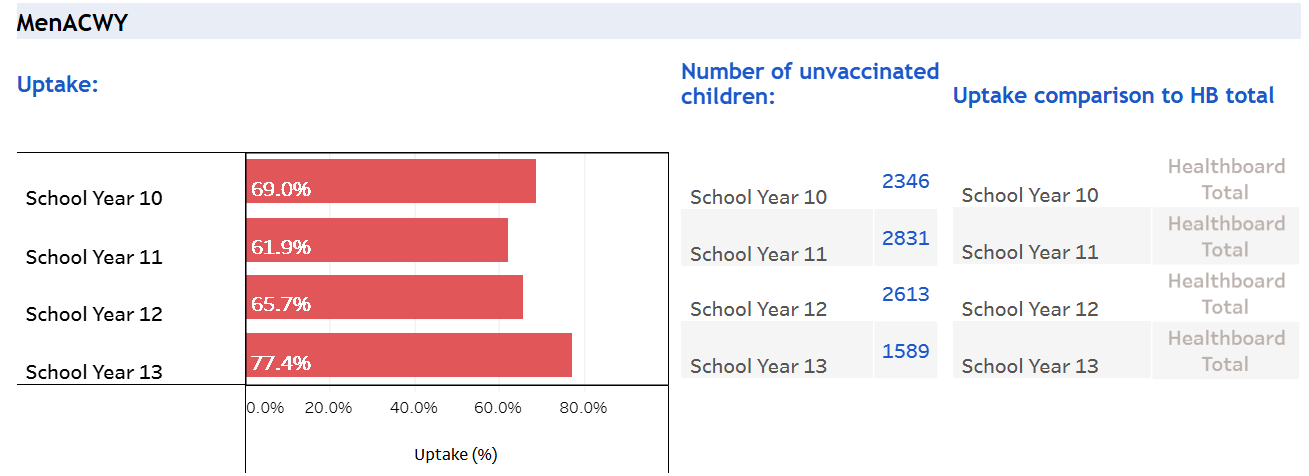 MenACWY
Uptake:
Number of unvaccinated
children:
Uptake comparison to HB total
School Year 10
69.0%
School Year 10
2346
School Year 10
Healthboard
Total
School Year 11
61.9%
School Year 11
2831
School Year 11
Healthboard
Total
School Year 12
65.7%
School Year 12
2613
School Year 12
Healthboard
Total
School Year 13
77.4%
School Year 13
1589
School Year 13
Healthboard
Total
0.0% 20.0% 40.0% 60.0% 80.0%
Uptake (%)